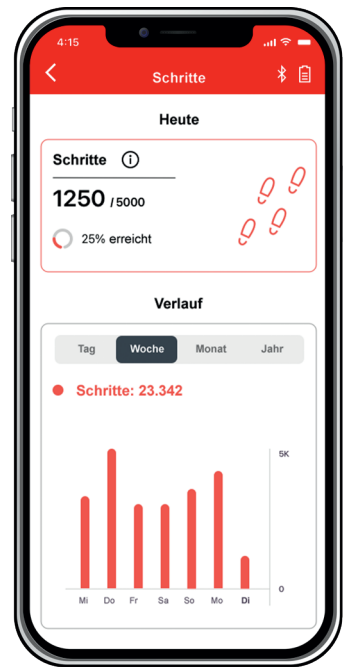 4:15
Schritte
Heute
Schritte
1250 / 5000
25% erreicht
Verlauf
Tag Woche Monat Jahr
Schritte: 23.342
5K
0
Mi Do Fr Sa So Mo Di